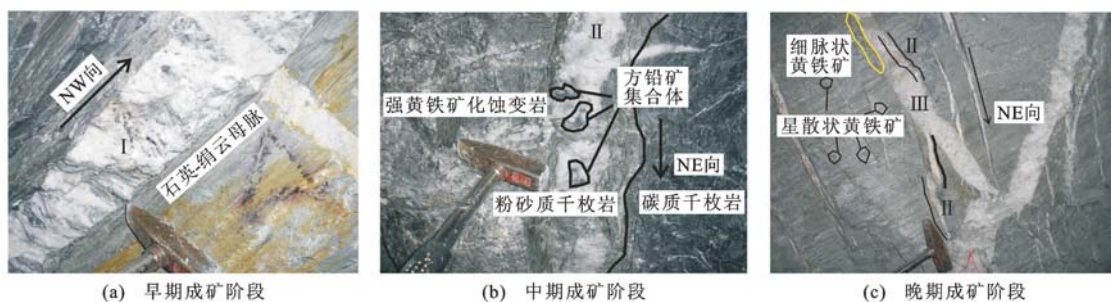 NW向
I
石英-绢云母脉
(a) 早期成矿阶段
II
方铅矿
集合体
强黄铁矿化蚀变岩
NE向
粉砂质千枚岩
碳质千枚岩
(b) 中期成矿阶段
细脉状
黄铁矿
II
III
NE向
星散状黄铁矿
II
(c) 晚期成矿阶段